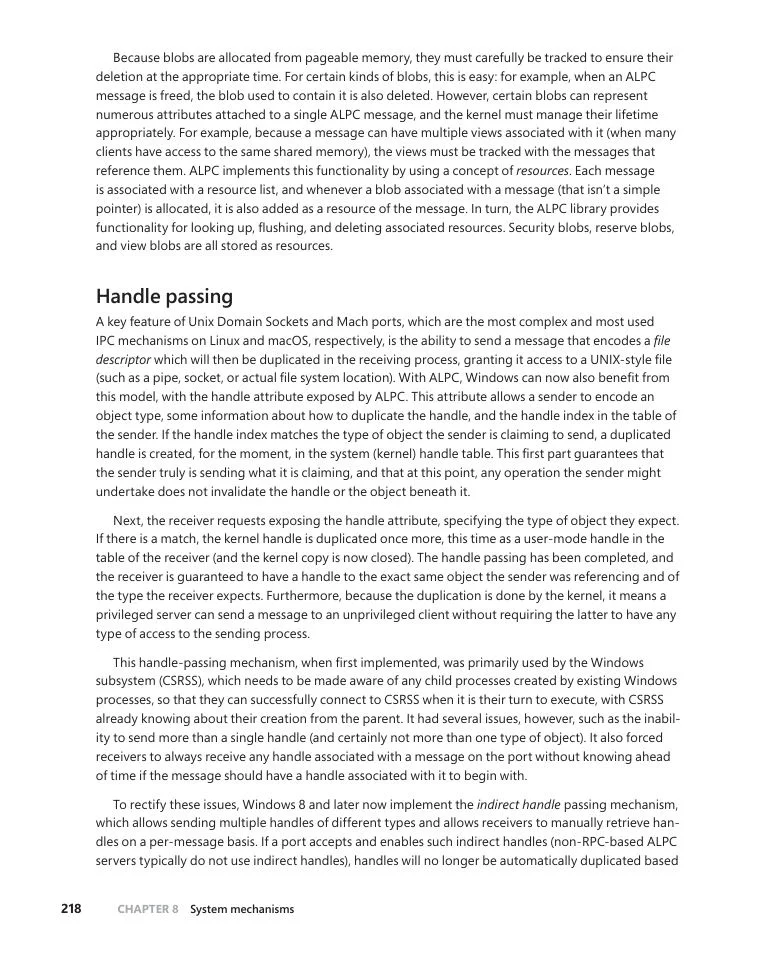 Because blobs are allocated from pageable memory, they must carefully be tracked to ensure their
deletion at the appropriate time. For certain kinds of blobs, this is easy: for example, when an ALPC
message is freed, the blob used to contain it is also deleted. However, certain blobs can represent
numerous attributes attached to a single ALPC message, and the kernel must manage their lifetime
appropriately. For example, because a message can have multiple views associated with it (when many
clients have access to the same shared memory), the views must be tracked with the messages that
reference them. ALPC implements this functionality by using a concept of resources. Each message
is associated with a resource list, and whenever a blob associated with a message (that isn't a simple
pointer) is allocated, it is also added as a resource of the message. In turn, the ALPC library provides
functionality for looking up, flushing, and deleting associated resources. Security blobs, reserve blobs,
and view blobs are all stored as resources.
Handle passing
A key feature of Unix Domain Sockets and Mach ports, which are the most complex and most used
IPC mechanisms on Linux and macOS, respectively, is the ability to send a message that encodes a file
descriptor which will then be duplicated in the receiving process, granting it access to a UNIX-style file
(such as a pipe, socket, or actual file system location). With ALPC, Windows can now also benefit from
this model, with the handle attribute exposed by ALPC. This attribute allows a sender to encode an
object type, some information about how to duplicate the handle, and the handle index in the table of
the sender. If the handle index matches the type of object the sender is claiming to send, a duplicated
handle is created, for the moment, in the system (kernel) handle table. This first part guarantees that
the sender truly is sending what it is claiming, and that at this point, any operation the sender might
undertake does not invalidate the handle or the object beneath it.
Next, the receiver requests exposing the handle attribute, specifying the type of object they expect.
If there is a match, the kernel handle is duplicated once more, this time as a user-mode handle in the
table of the receiver (and the kernel copy is now closed). The handle passing has been completed, and
the receiver is guaranteed to have a handle to the exact same object the sender was referencing and of
the type the receiver expects. Furthermore, because the duplication is done by the kernel, it means a
privileged server can send a message to an unprivileged client without requiring the latter to have any
type of access to the sending process.
This handle-passing mechanism, when first implemented, was primarily used by the Windows
subsystem (CSRSS), which needs to be made aware of any child processes created by existing Windows
processes, so that they can successfully connect to CSRSS when it is their turn to execute, with CSRSS
already knowing about their creation from the parent. It had several issues, however, such as the inabil-
ity to send more than a single handle (and certainly not more than one type of object). It also forced
receivers to always receive any handle associated with a message on the port without knowing ahead
of time if the message should have a handle associated with it to begin with.
To rectify these issues, Windows 8 and later now implement the indirect handle passing mechanism,
which allows sending multiple handles of different types and allows receivers to manually retrieve han-
dles on a per-message basis. If a port accepts and enables such indirect handles (non-RPC-based ALPC
servers typically do not use indirect handles), handles will no longer be automatically duplicated based
218 CHAPTER 8 System mechanisms